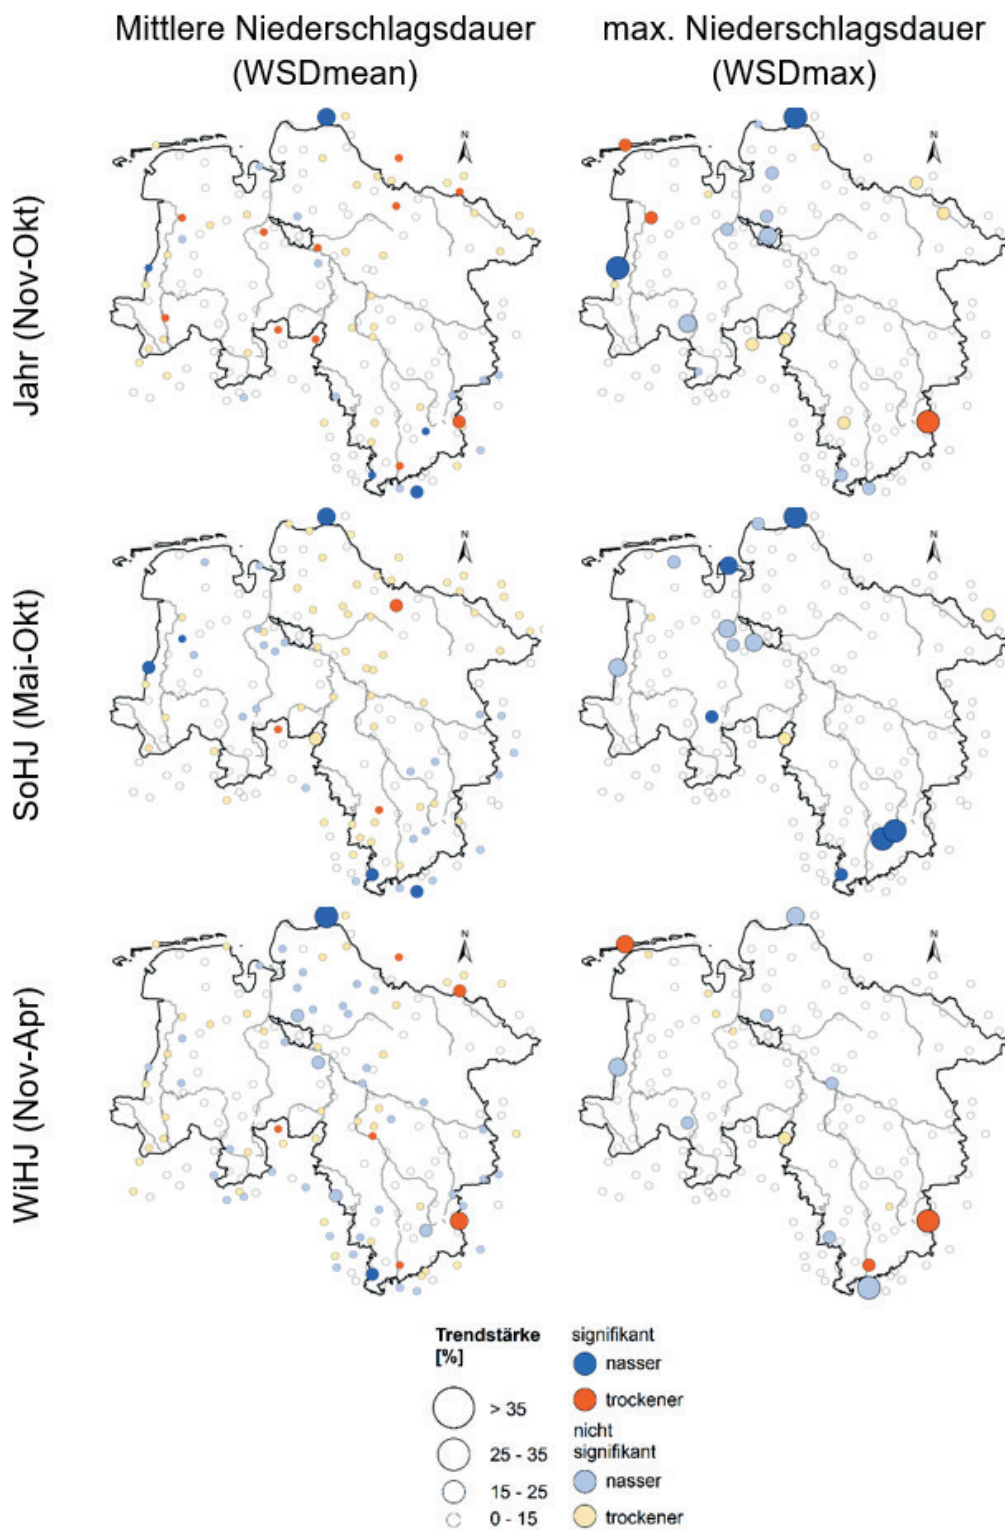 Mittlere Niederschlagsdauer
(WSDmean)
max. Niederschlagsdauer
(WSDmax)
Jahr (Nov-Okt)
N
N
SoHJ (Mai-Okt)
N
N
WiHJ (Nov-Apr)
N
N
Trendstärke
[%]
> 35
25 - 35
15 - 25
0 - 15
signifikant
nasser
trockener
nicht
signifikant
nasser
trockener